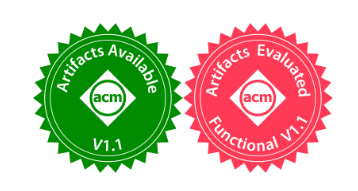 Artifacts Available
acm
V1.1
Artifacts Evaluated
acm
Functional V1.1